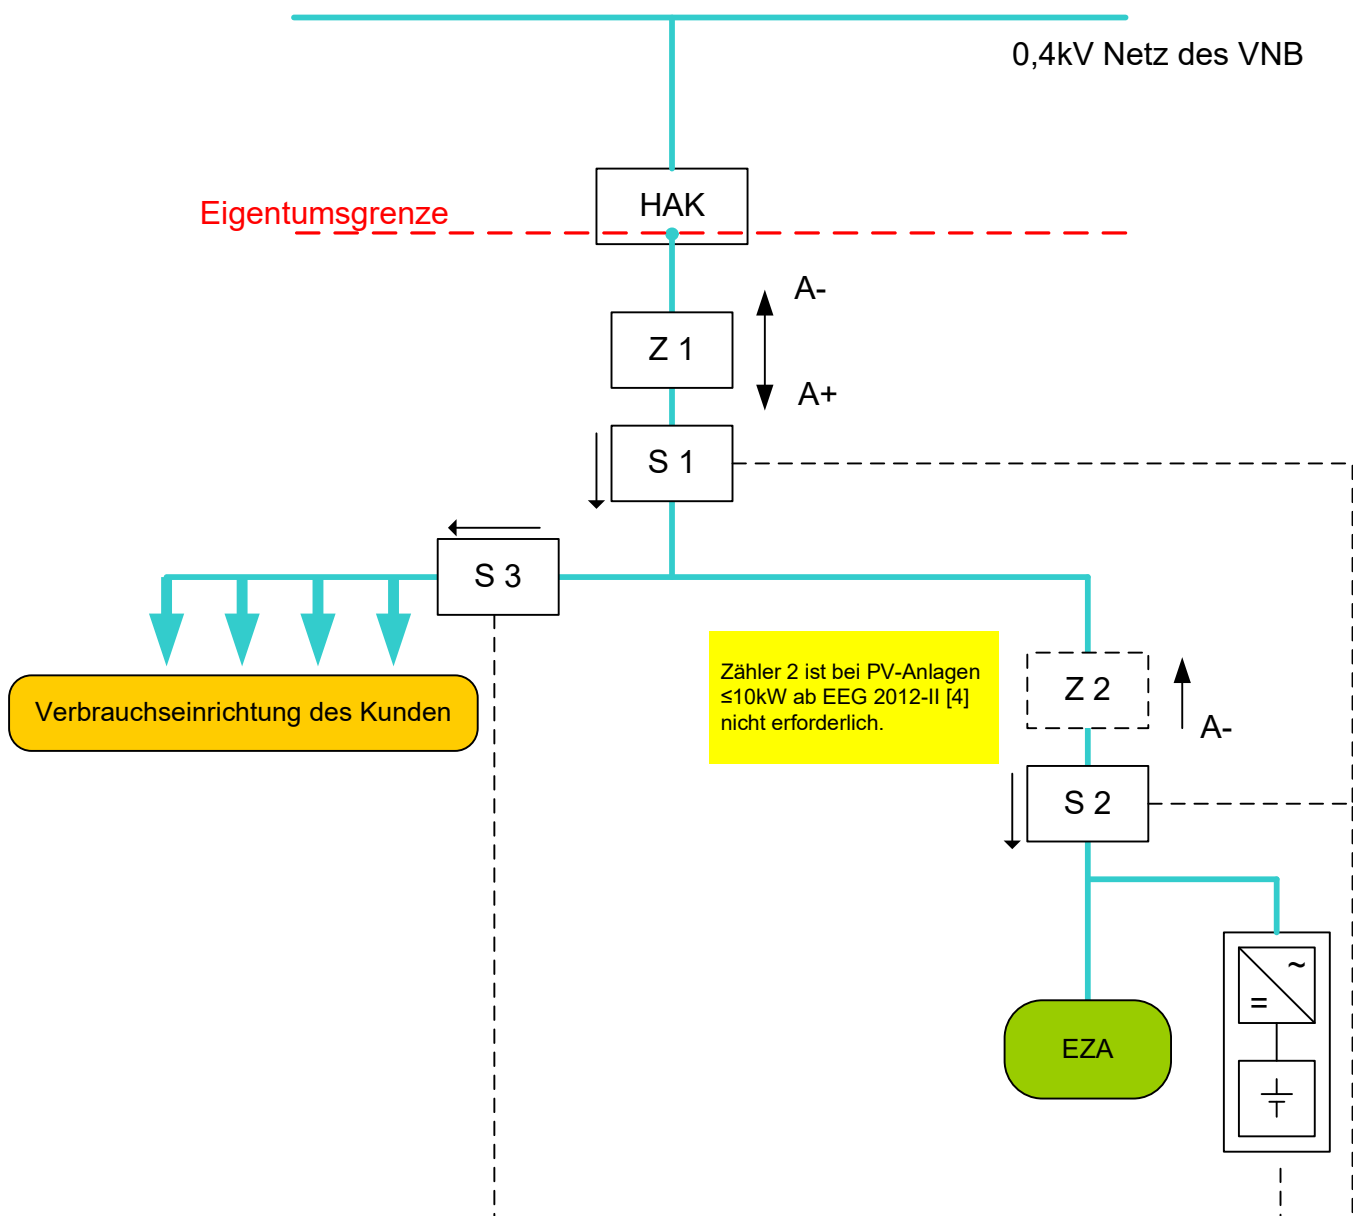 0,4kV Netz des VNB
HAK
Eigentumsgrenze
A-
Z 1
A+
S 1
S 3
Zähler 2 ist bei PV-Anlagen
≤10kW ab EEG 2012-II [4]
nicht erforderlich.
Z 2
A-
Verbrauchseinrichtung des Kunden
S 2
~
=
EZA